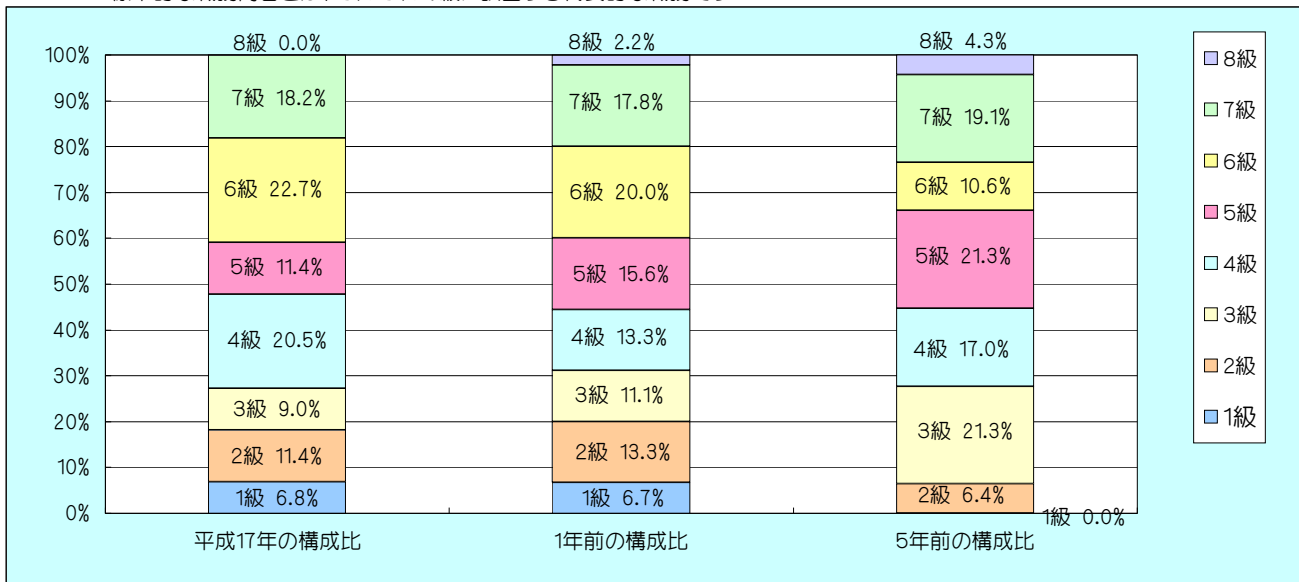 8級 0.0%
8級 2.2%
8級 4.3%
100%
90%
80%
70%
60%
50%
40%
30%
20%
10%
0%
7級 18.2%
6級 22.7%
5級 11.4%
4級 20.5%
3級 9.0%
2級 11.4%
1級 6.8%
7級 17.8%
6級 20.0%
5級 15.6%
4級 13.3%
3級 11.1%
2級 13.3%
1級 6.7%
7級 19.1%
6級 10.6%
5級 21.3%
4級 17.0%
3級 21.3%
2級 6.4%
1級 0.0%
平成17年の構成比
1年前の構成比
5年前の構成比
8級
7級
6級
5級
4級
3級
2級
1級